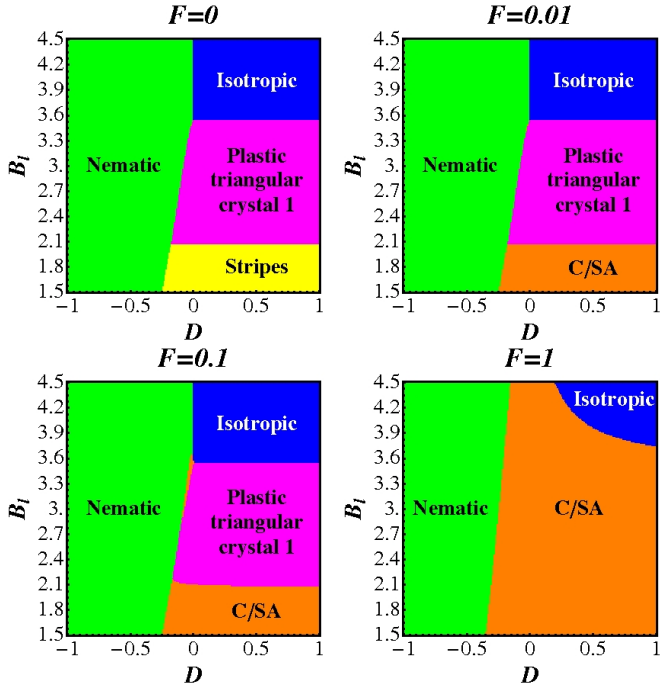 F=0
4.5
4.2
3.9
3.6
3.3
3.
2.7
2.4
2.1
1.8
1.5
B_l
Isotropic
Nematic
Plastic
triangular
crystal 1
Stripes
−1 −0.5 0 0.5 1
D
F=0.01
4.5
4.2
3.9
3.6
3.3
3.
2.7
2.4
2.1
1.8
1.5
B_l
Isotropic
Nematic
Plastic
triangular
crystal 1
C/SA
−1 −0.5 0 0.5 1
D
F=0.1
4.5
4.2
3.9
3.6
3.3
3.
2.7
2.4
2.1
1.8
1.5
B_l
Isotropic
Nematic
Plastic
triangular
crystal 1
C/SA
−1 −0.5 0 0.5 1
D
F=1
4.5
4.2
3.9
3.6
3.3
3.
2.7
2.4
2.1
1.8
1.5
B_l
Isotropic
Nematic
C/SA
−1 −0.5 0 0.5 1
D